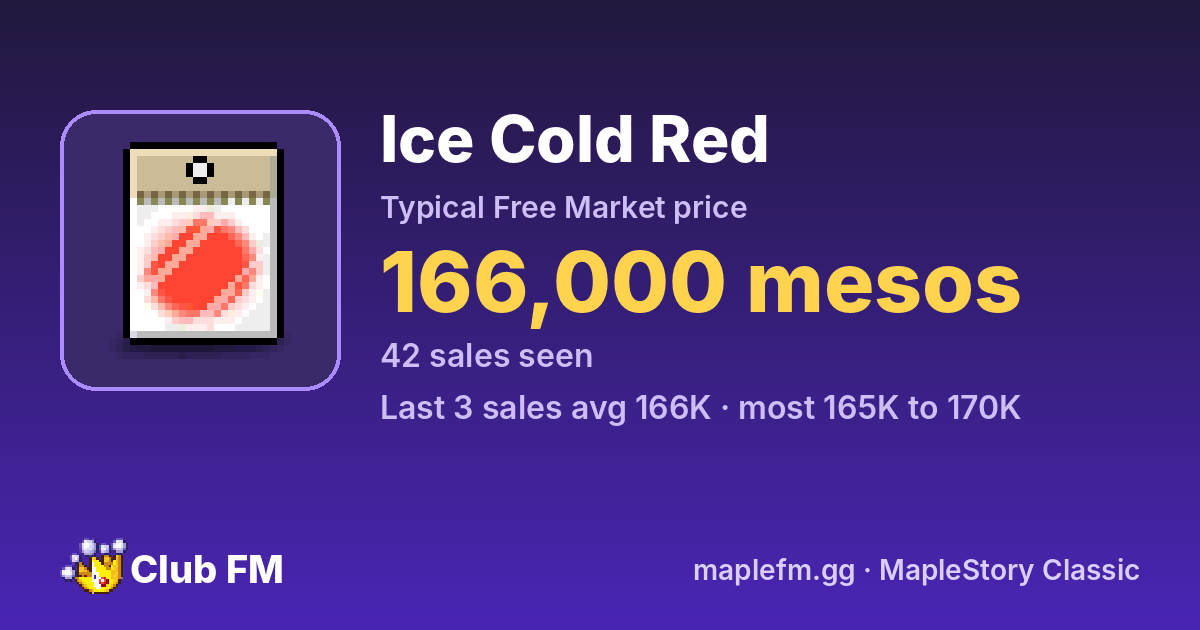 Ice Cold Red
Typical Free Market price
166,000 mesos
42 sales seen
Last 3 sales avg 166K · most 165K to 170K
Club FM
maplefm.gg · MapleStory Classic